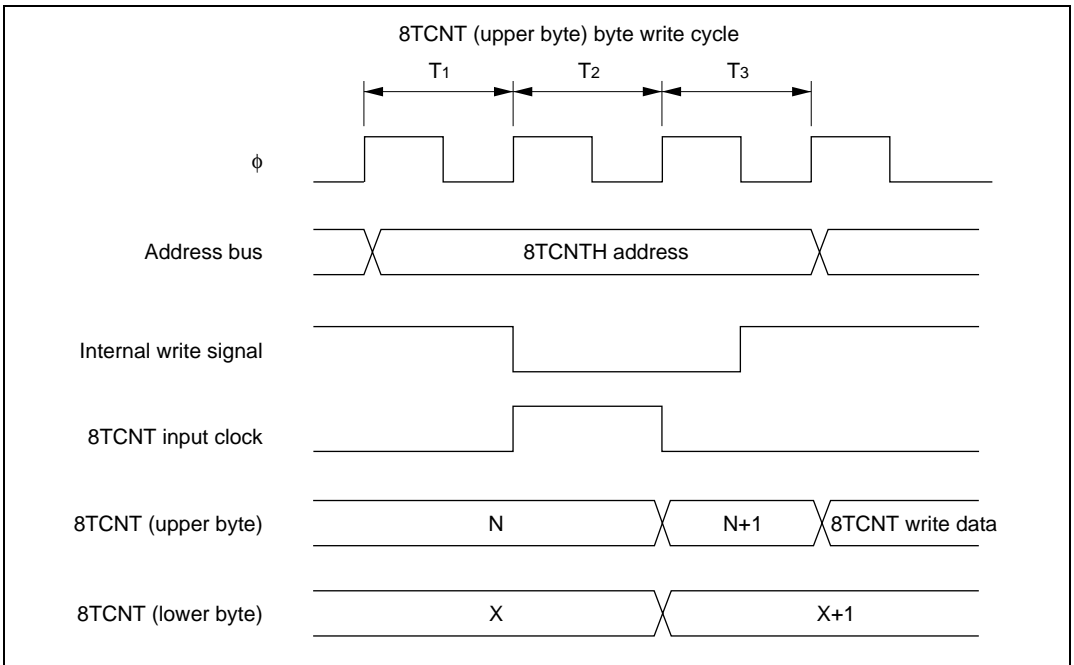 8TCNT (upper byte) byte write cycle
T1 T2 T3
ϕ
Address bus 8TCNTH address
Internal write signal
8TCNT input clock
8TCNT (upper byte) N N+1 8TCNT write data
8TCNT (lower byte) X X+1